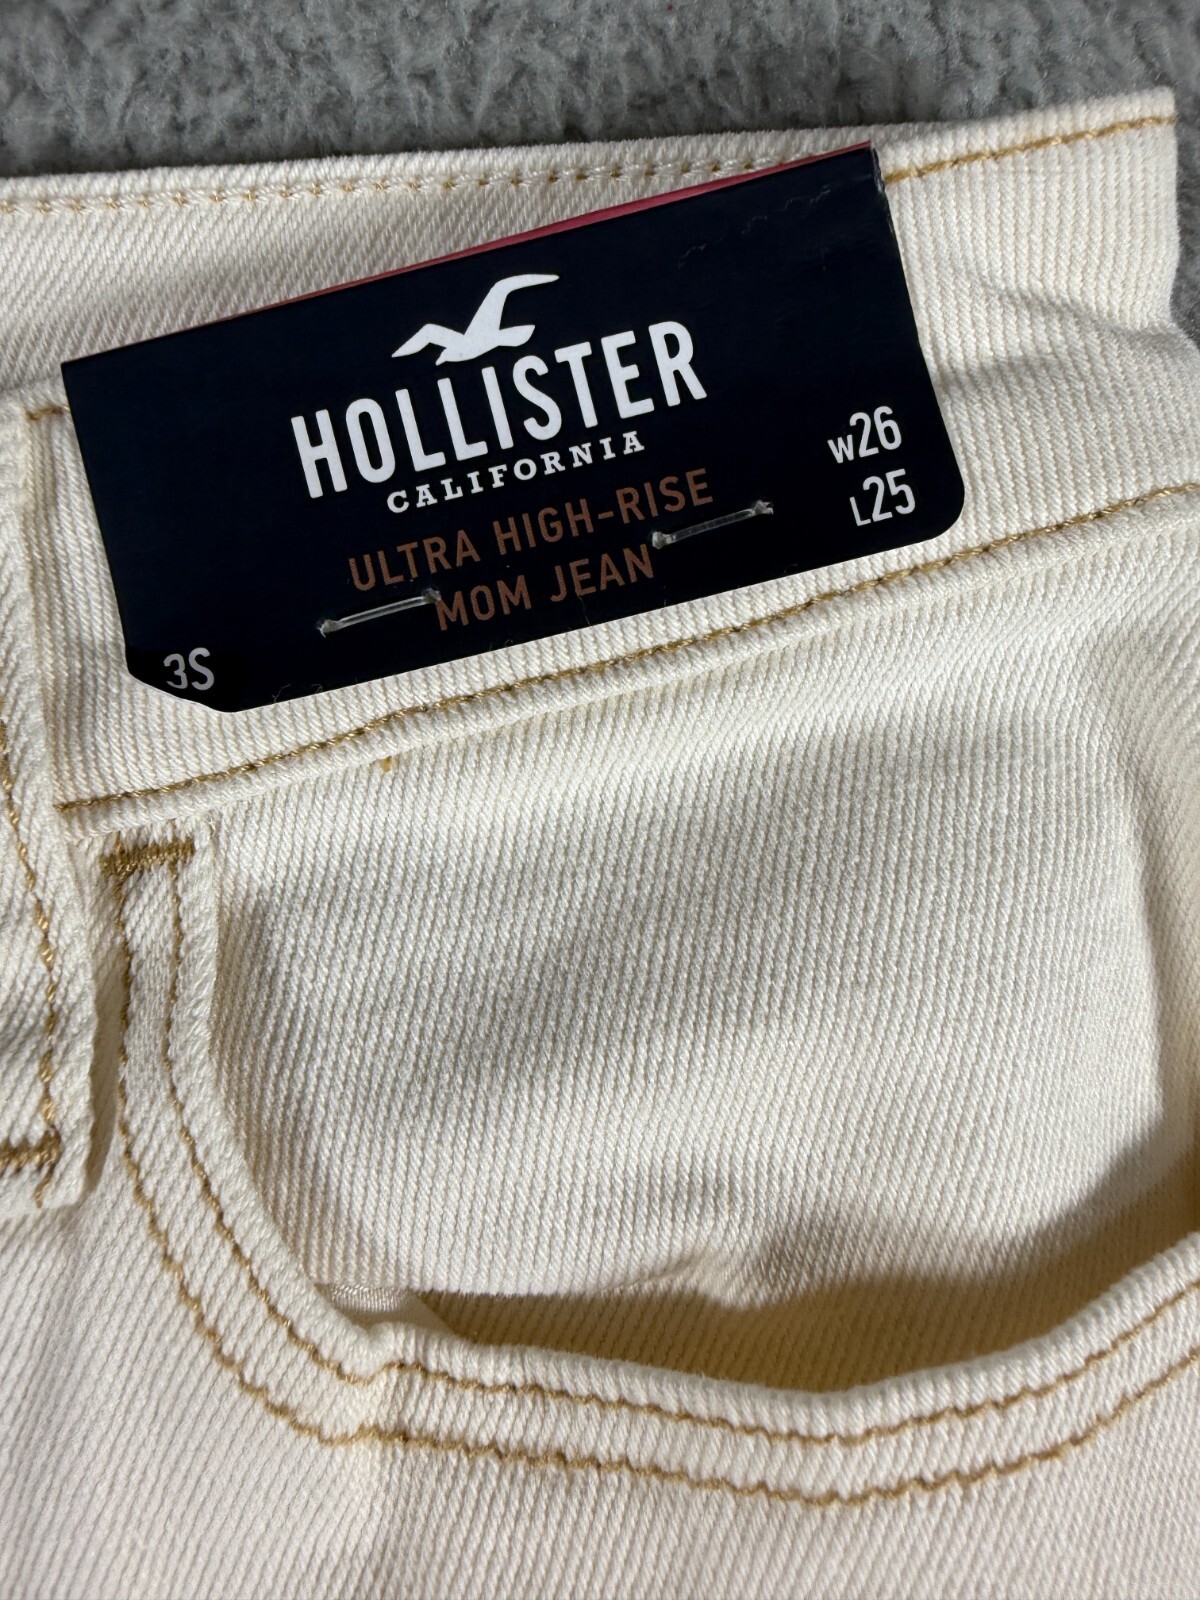 HOLLISTER
CALIFORNIA
ULTRA HIGH-RISE
MOM JEAN
W26
L25
3S